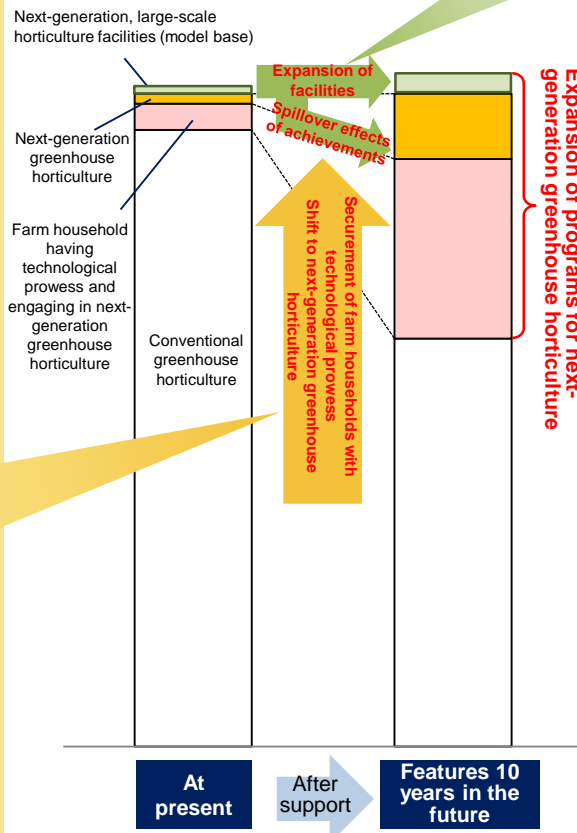 Next-generation, large-scale
horticulture facilities (model base)
Expansion of
facilities
Spillover effects
of achievements
Next-generation
greenhouse
horticulture
Farm household
having
technological
prowess and
engaging in next-
generation
greenhouse
horticulture
Conventional
greenhouse
horticulture
Securement of farm households with
technological prowess
Shift to next-generation greenhouse
horticulture
Expansion of programs for next-
generation greenhouse horticulture
At
present
After
support
Features 10
years in the
future